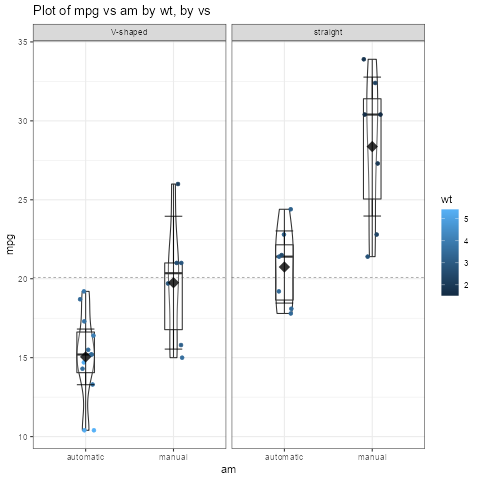 Plot of mpg vs am by wt, by vs
V-shaped
straight
35
30
25
20
15
10
mpg
automatic
manual
automatic
manual
am
wt
5
4
3
2